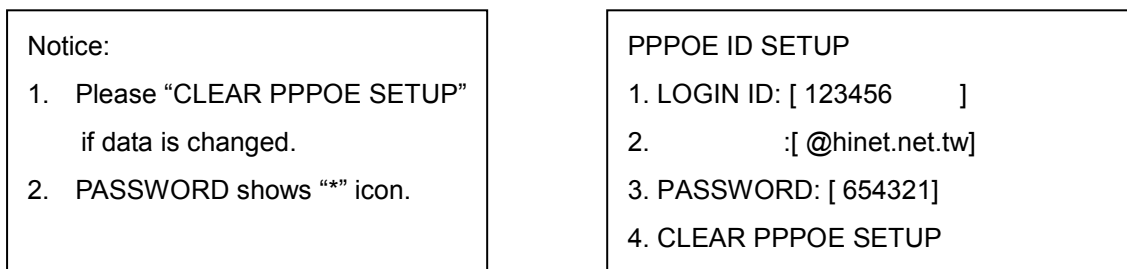 Notice:
1. Please “CLEAR PPPOE SETUP”
if data is changed.
2. PASSWORD shows “*” icon.
PPPOE ID SETUP
1. LOGIN ID: [ 123456 ]
2. :[ @hinet.net.tw]
3. PASSWORD: [ 654321]
4. CLEAR PPPOE SETUP